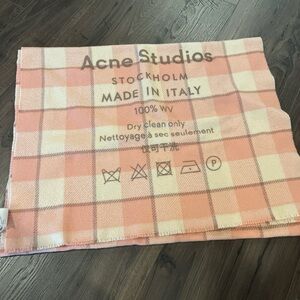 Acne Studios
STOCKHOLM
MADE IN ITALY
100% WV
Dry clean only
Nettoyage à sec seulement
仅可干洗
P